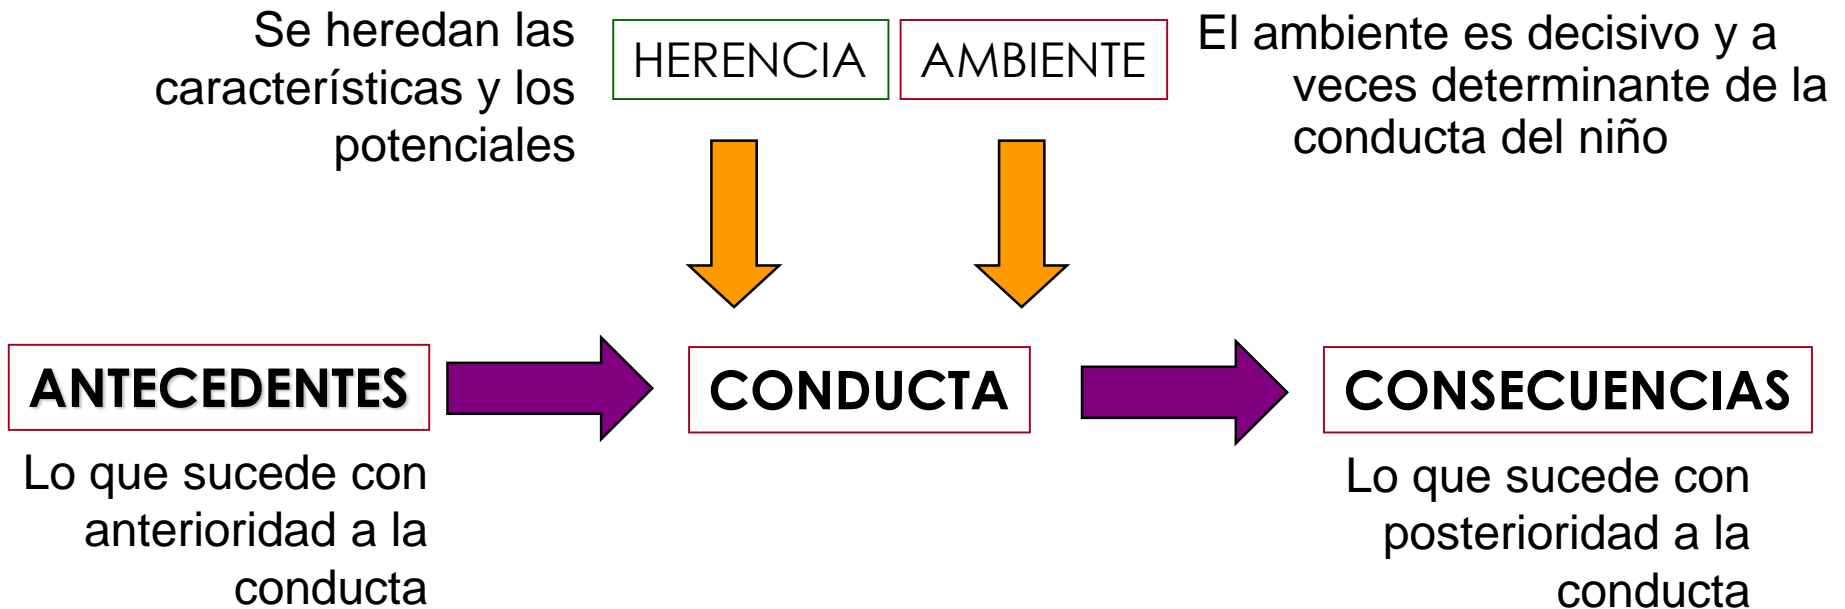 Se heredan las
características y los
potenciales
HERENCIA
AMBIENTE
El ambiente es decisivo y a
veces determinante de la
conducta del niño
ANTECEDENTES
CONDUCTA
CONSECUENCIAS
Lo que sucede con
anterioridad a la
conducta
Lo que sucede con
posterioridad a la
conducta